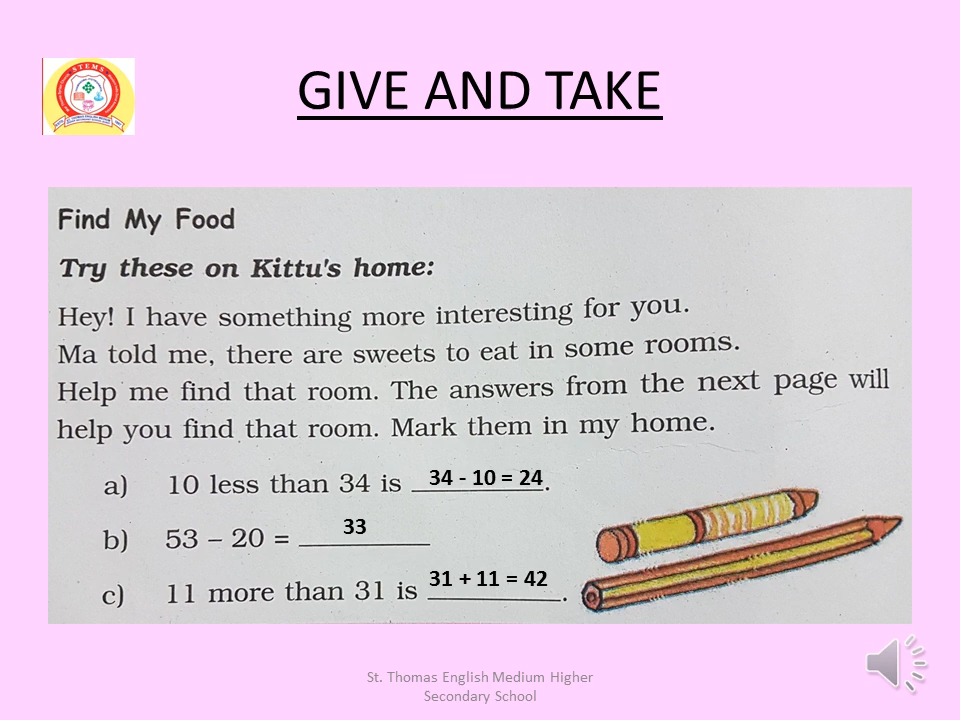 STEMS
GIVE AND TAKE
Find My Food
Try these on Kittu's home:
Hey! I have something more interesting for you.
Ma told me, there are sweets to eat in some rooms.
Help me find that room. The answers from the next page will
help you find that room. Mark them in my home.
a) 10 less than 34 is 34 - 10 = 24.
b) 53 – 20 = 33
c) 11 more than 31 is 31 + 11 = 42.
St. Thomas English Medium Higher
Secondary School